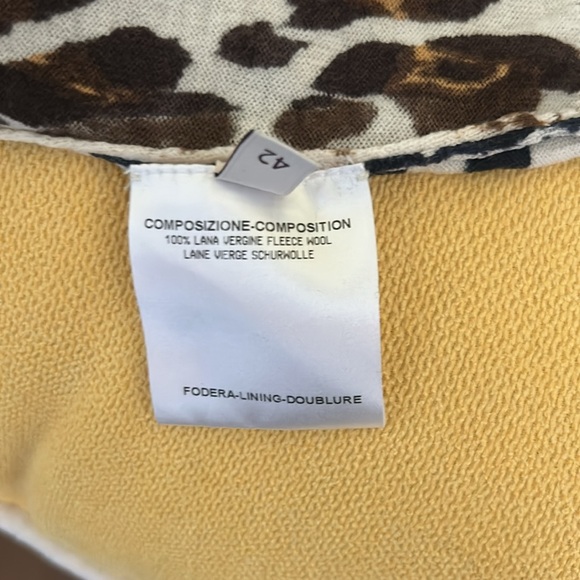 42
COMPOSIZIONE-COMPOSITION
100% LANA VERGINE FLEECE WOOL
LAINE VIERGE SCHURWOLLE
FODERA-LINING-DOUBLURE